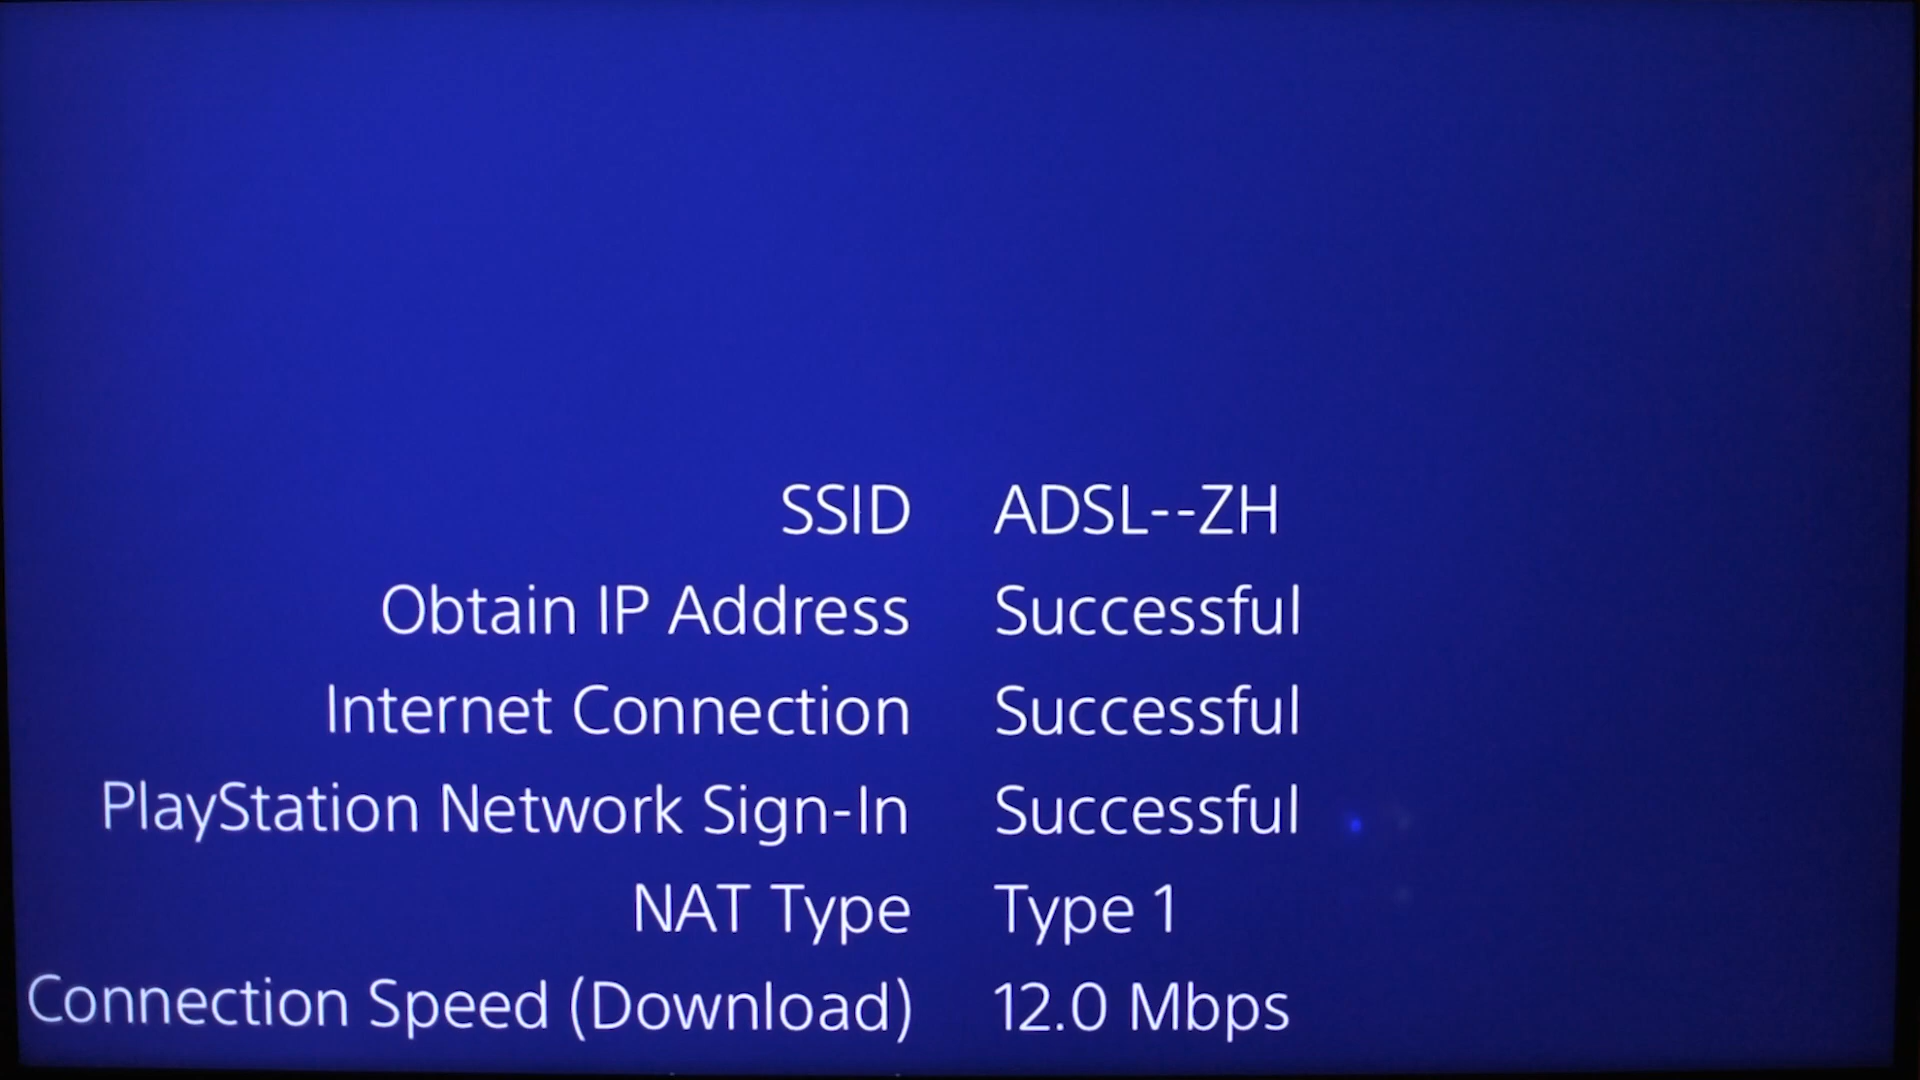 SSID ADSL--ZH
Obtain IP Address Successful
Internet Connection Successful
PlayStation Network Sign-In Successful
NAT Type Type 1
Connection Speed (Download) 12.0 Mbps